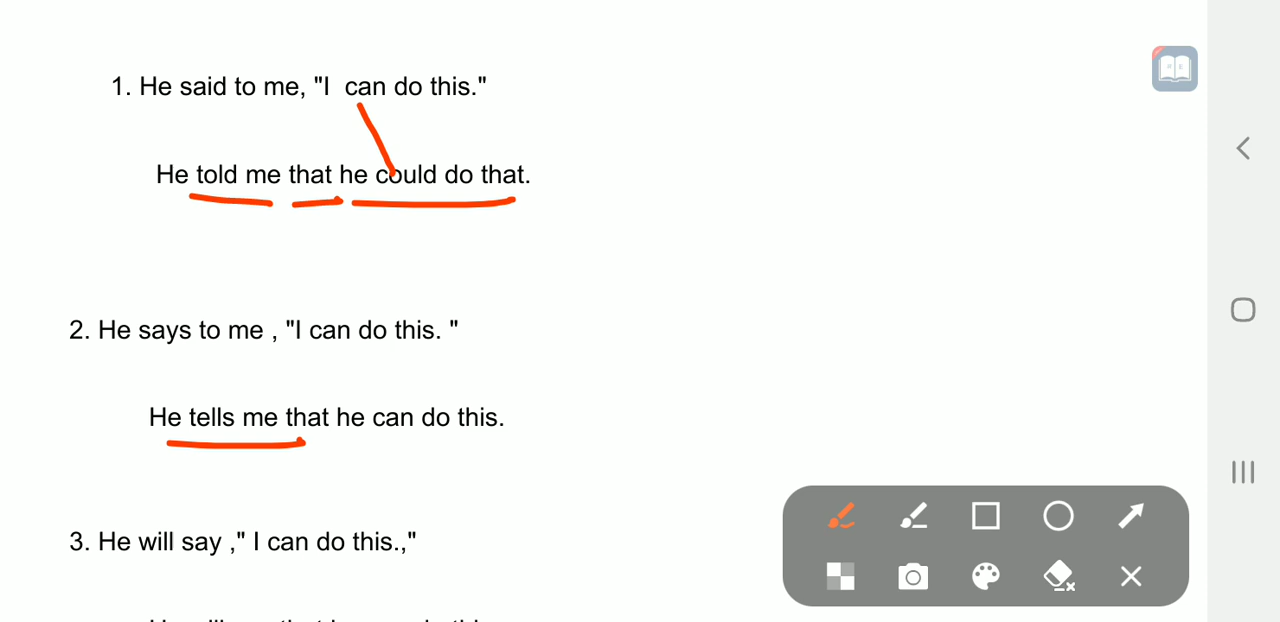 1. He said to me, "I  can do this."
He told me that he could do that.
2. He says to me , "I can do this. "
He tells me that he can do this.
3. He will say ," I can do this.,"